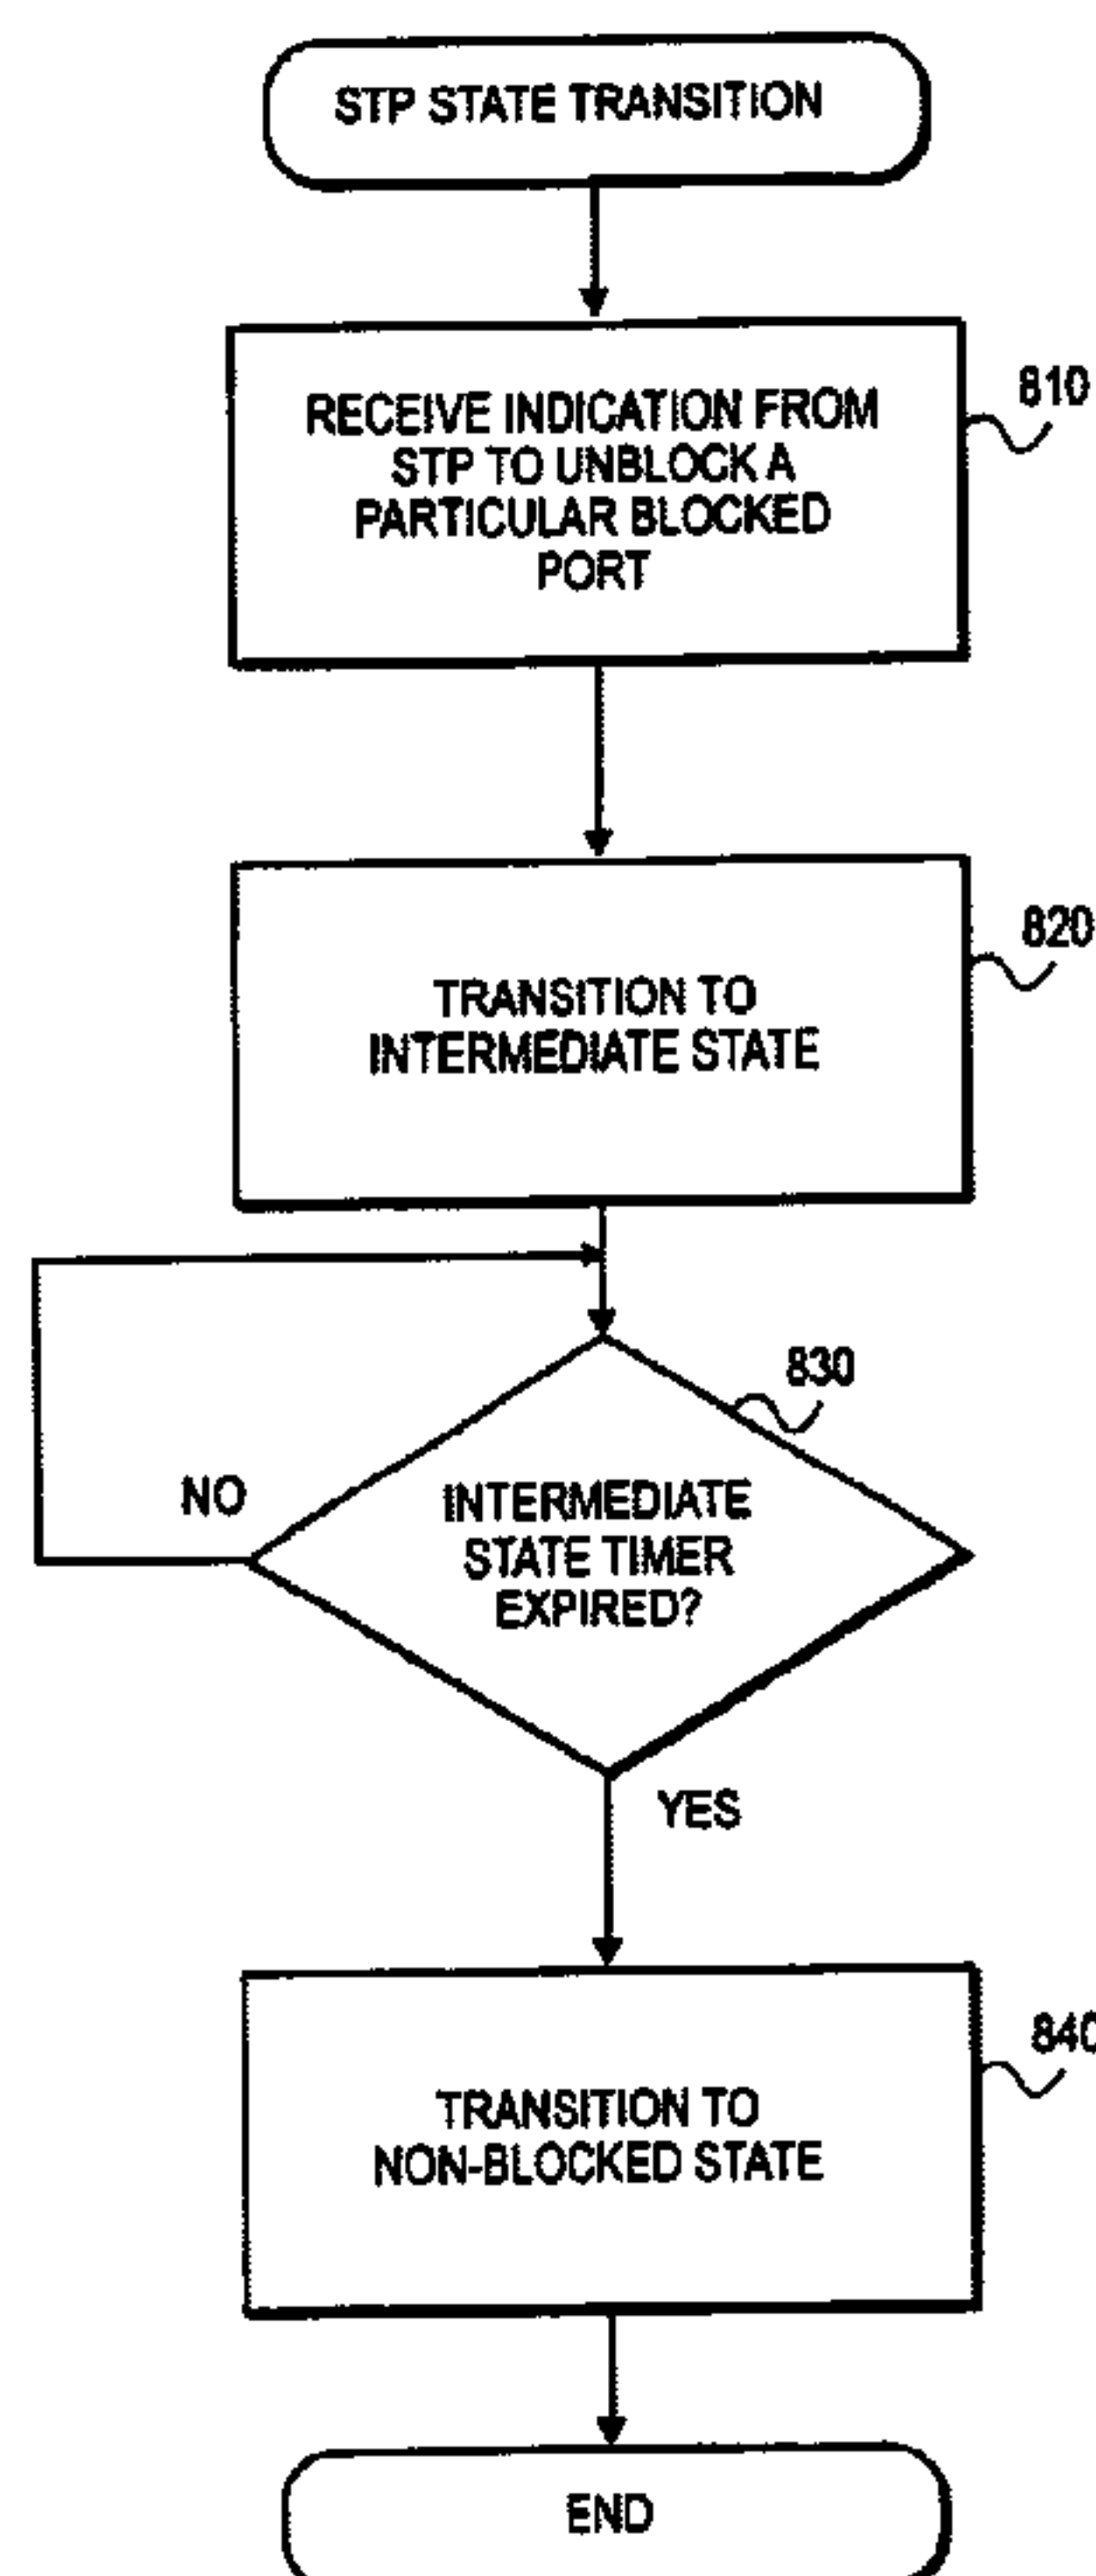 STP STATE TRANSITION
RECEIVE INDICATION FROM
STP TO UNBLOCK A
PARTICULAR BLOCKED
PORT
810
TRANSITION TO
INTERMEDIATE STATE
820
830
INTERMEDIATE
STATE TIMER
EXPIRED?
NO
YES
TRANSITION TO
NON-BLOCKED STATE
840
END